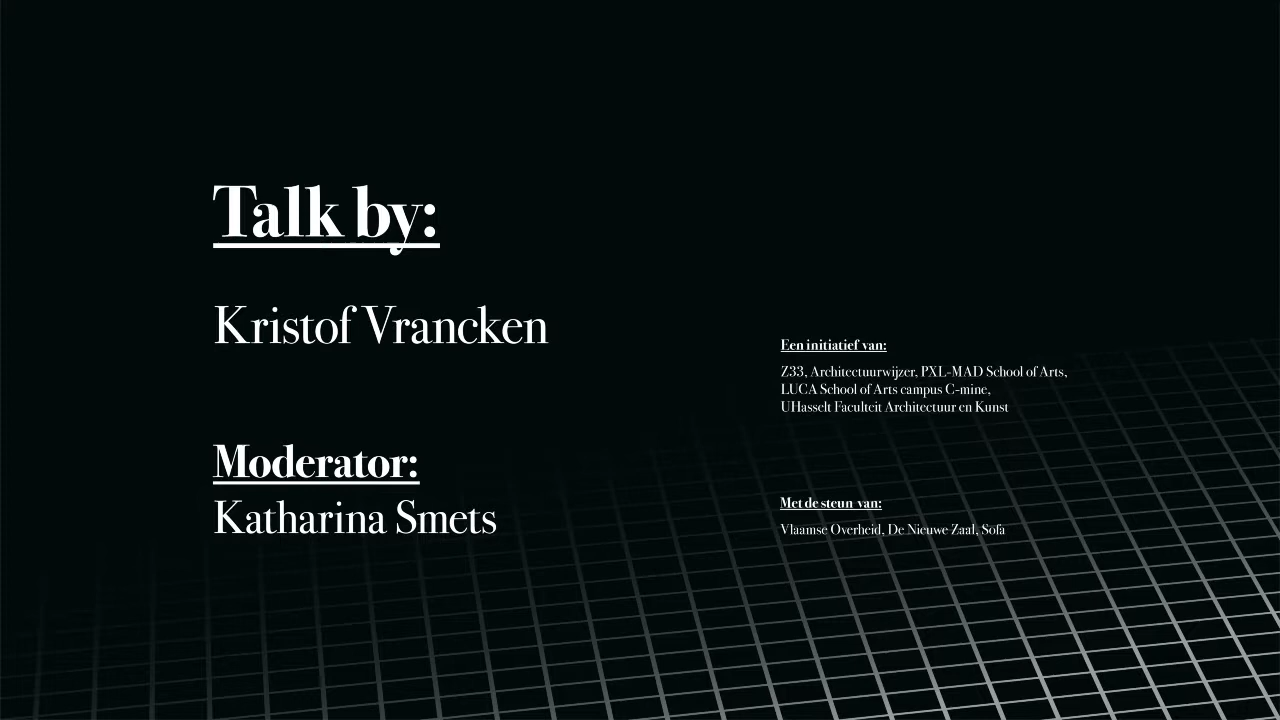 Talk by:
Kristof Vrancken
Moderator:
Katharina Smets
Een initiatief van:
Z33, Architectuurwijzer, PXL-MAD School of Arts,
LUCA School of Arts campus C-mine,
UHasselt Faculteit Architectuur en Kunst
Met de steun van:
Vlaamse Overheid, De Nieuwe Zaal, Sofa